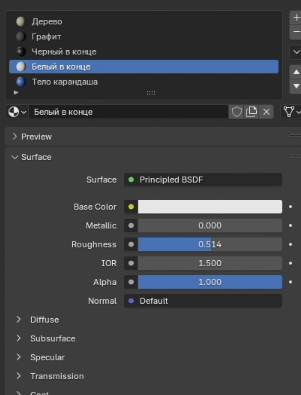 Дерево
Графит
Черный в конце
Белый в конце
Тело карандаша
Белый в конце
Preview
Surface
Surface Principled BSDF
Base Color
Metallic 0.000
Roughness 0.514
IOR 1.500
Alpha 1.000
Normal Default
Diffuse
Subsurface
Specular
Transmission
Coat